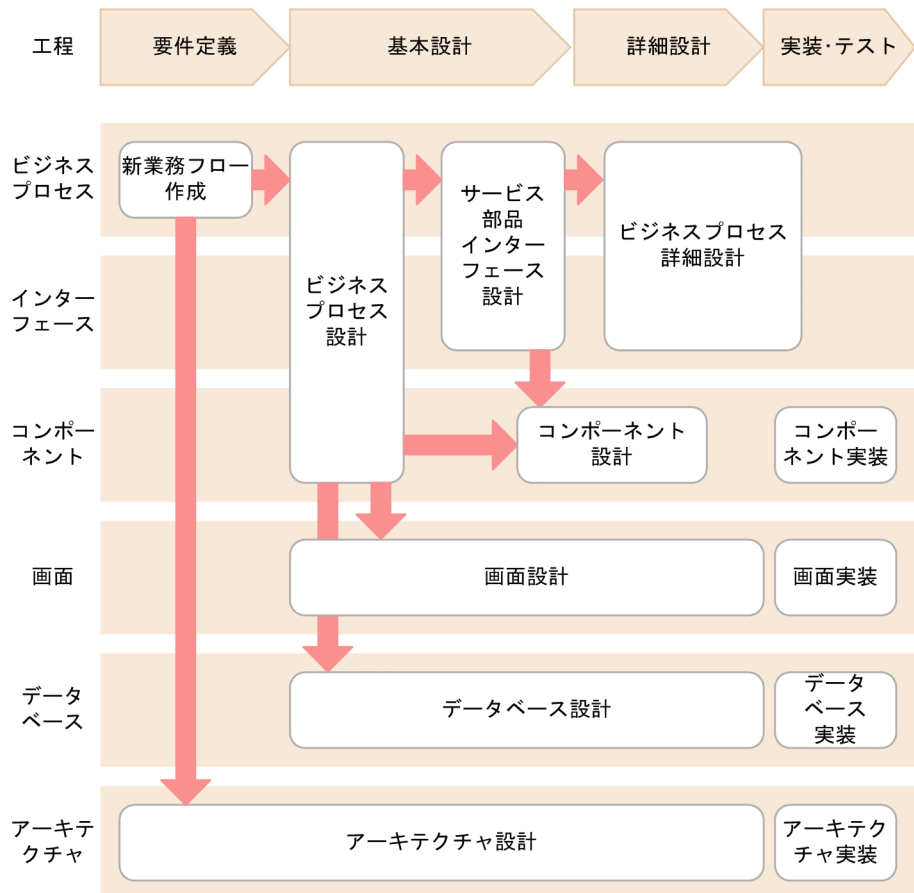 工程
要件定義
基本設計
詳細設計
実装･テスト
ビジネス
プロセス
新業務フロー
作成
ビジネス
プロセス
設計
サービス
部品
インター
フェース
設計
ビジネスプロセス
詳細設計
インター
フェース
コンポー
ネント
コンポーネント
設計
コンポー
ネント実装
画面
画面設計
画面実装
データ
ベース
データベース設計
データ
ベース
実装
アーキテ
クチャ
アーキテクチャ設計
アーキテク
チャ実装